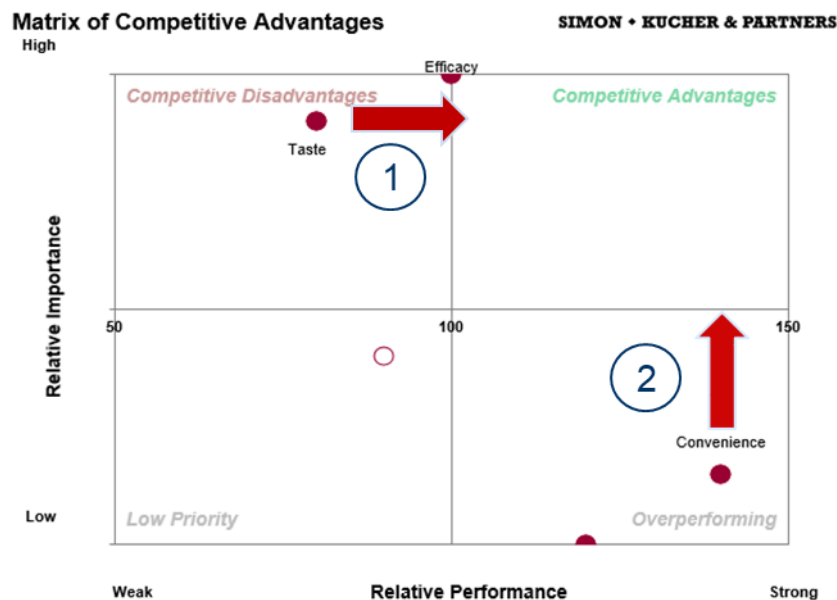 Matrix of Competitive Advantages
SIMON • KUCHER & PARTNERS
High
Efficacy
Competitive Disadvantages
Competitive Advantages
Taste
1
Relative Importance
50
100
150
2
Convenience
Low
Low Priority
Overperforming
Weak
Relative Performance
Strong